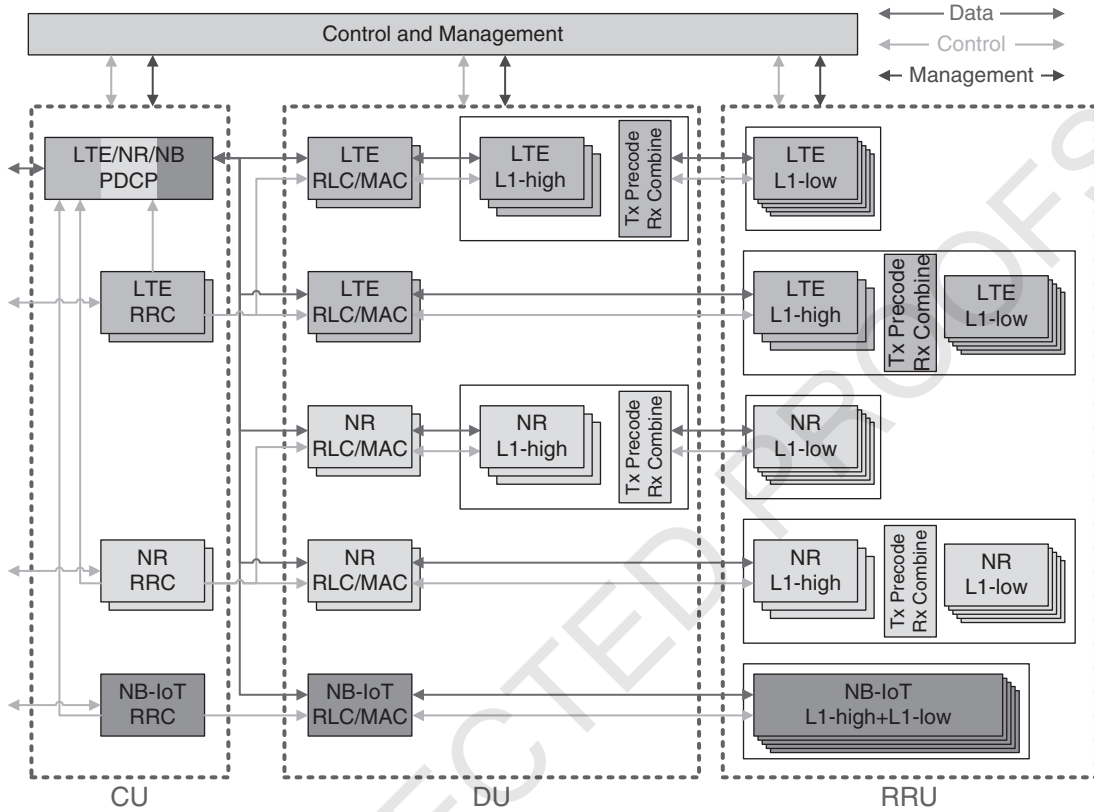 Control and Management
Data
Control
Management
LTE/NR/NB
PDCP
LTE
RLC/MAC
LTE
L1-high
Tx Precode
Rx Combine
LTE
L1-low
LTE
RRC
LTE
RLC/MAC
LTE
L1-high
Tx Precode
Rx Combine
LTE
L1-low
NR
RLC/MAC
NR
L1-high
Tx Precode
Rx Combine
NR
L1-low
NR
RRC
NR
RLC/MAC
NR
L1-high
Tx Precode
Rx Combine
NR
L1-low
NB-IoT
RRC
NB-IoT
RLC/MAC
NB-IoT
L1-high+L1-low
CU
DU
RRU
ECTED PROOFS